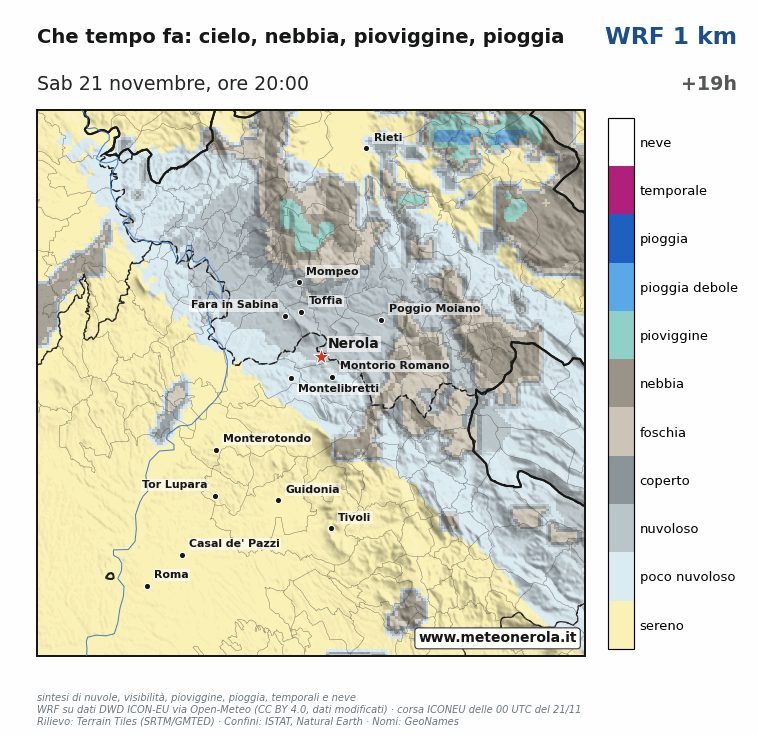 Che tempo fa: cielo, nebbia, pioviggine, pioggia
WRF 1 km
Sab 21 novembre, ore 20:00
+19h
Rieti
Mompeo
Fara in Sabina
Toffia
Poggio Moiano
Nerola
Montorio Romano
Montelibretti
Monterotondo
Tor Lupara
Guidonia
Tivoli
Casal de' Pazzi
Roma
www.meteonerola.it
neve
temporale
pioggia
pioggia debole
pioviggine
nebbia
foschia
coperto
nuvoloso
poco nuvoloso
sereno
sintesi di nuvole, visibilità, pioviggine, pioggia, temporali e neve
WRF su dati DWD ICON-EU via Open-Meteo (CC BY 4.0, dati modificati) · corsa ICONEU delle 00 UTC del 21/11
Rilievo: Terrain Tiles (SRTM/GMTED) · Confini: ISTAT, Natural Earth · Nomi: GeoNames